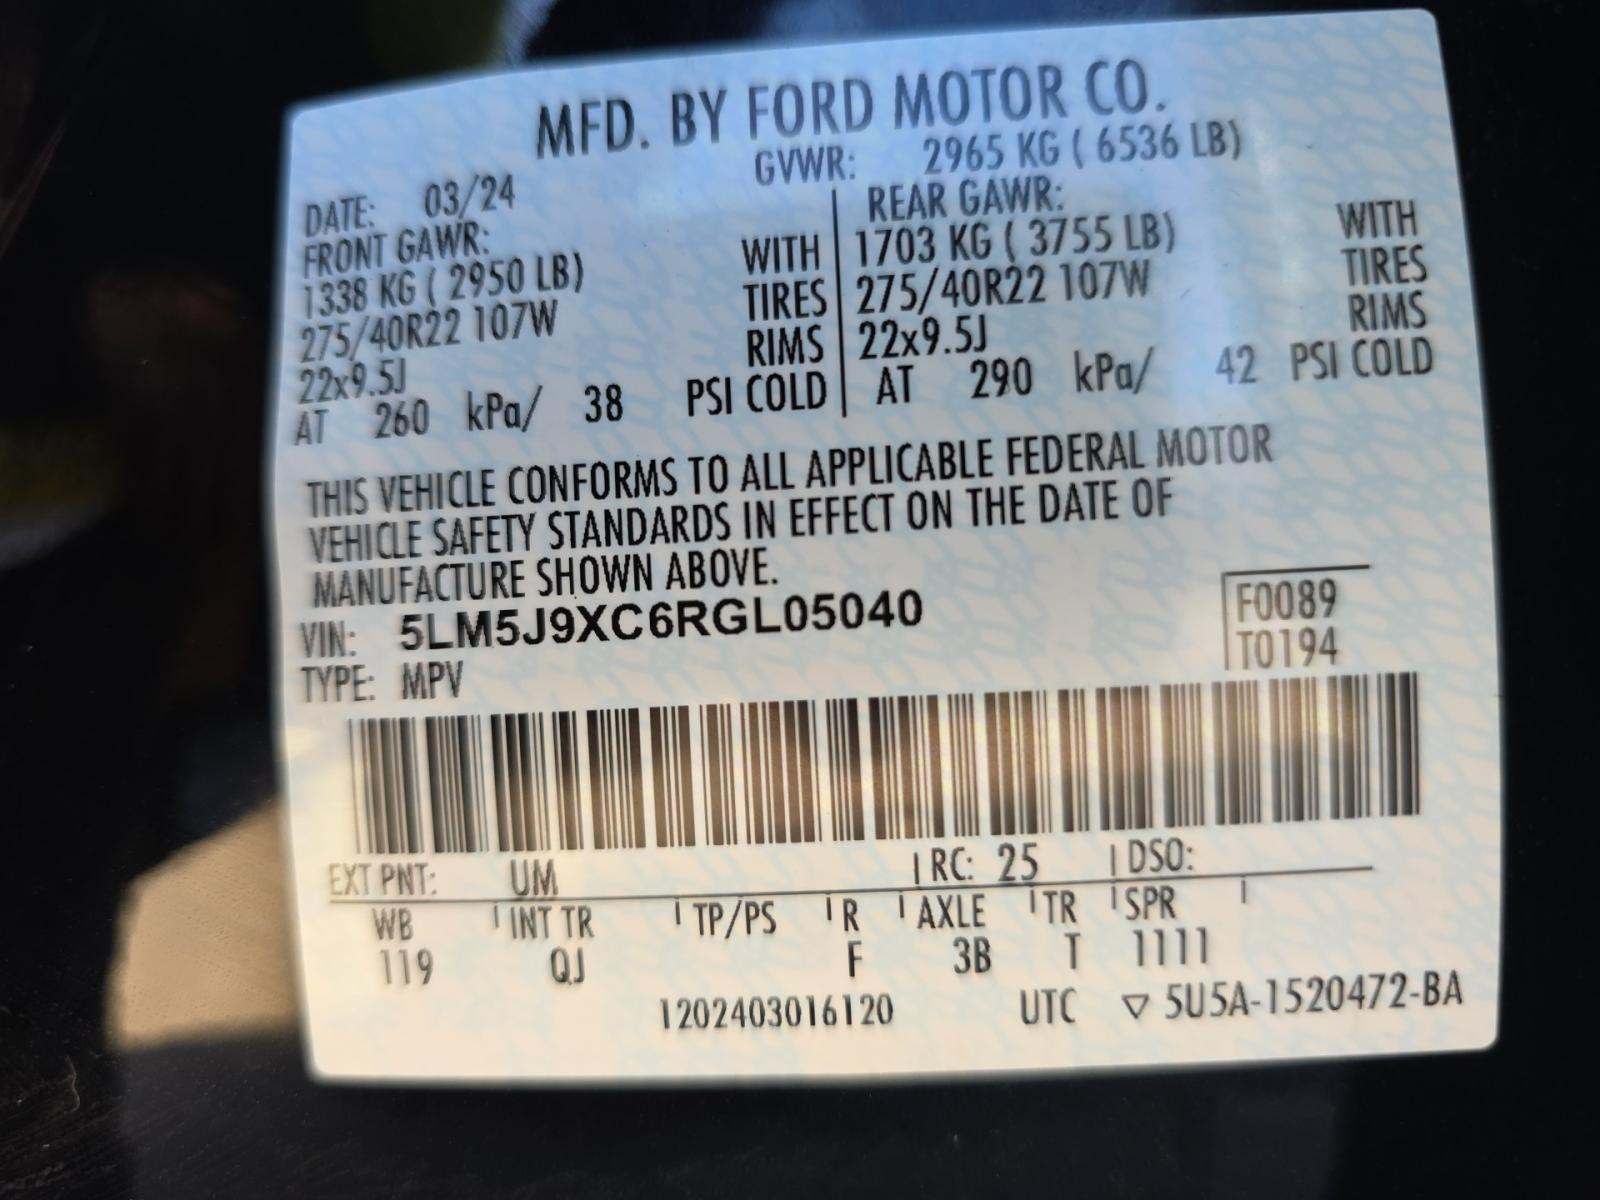 MFD. BY FORD MOTOR CO.
DATE: 03/24 GVWR: 2965 KG ( 6536 LB)
FRONT GAWR: REAR GAWR:
1338 KG ( 2950 LB) WITH 1703 KG ( 3755 LB) WITH
275/40R22 107W TIRES 275/40R22 107W TIRES
22x9.5J RIMS 22x9.5J RIMS
AT 260 kPa/ 38 PSI COLD AT 290 kPa/ 42 PSI COLD
THIS VEHICLE CONFORMS TO ALL APPLICABLE FEDERAL MOTOR
VEHICLE SAFETY STANDARDS IN EFFECT ON THE DATE OF
MANUFACTURE SHOWN ABOVE.
VIN: 5LM5J9XC6RGL05040 F0089
TYPE: MPV T0194
EXT PNT: UM RC: 25 DSO:
WB INT TR TP/PS R AXLE TR SPR
119 QJ F 3B T 1111
1202403016120 UTC ▽ 5U5A-1520472-BA